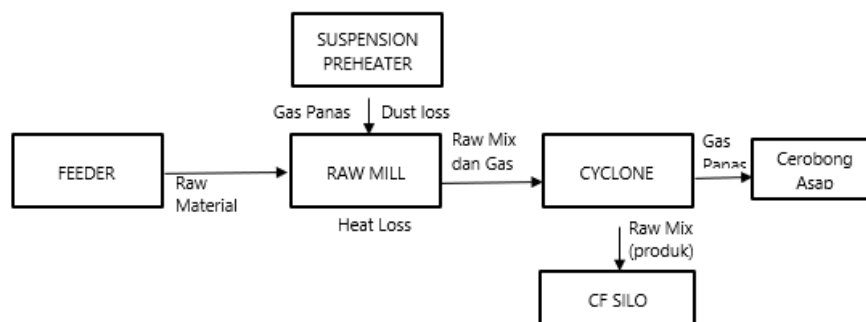 SUSPENSION
PREHEATER
Gas Panas
Dust loss
FEEDER
Raw
Material
RAW MILL
Heat Loss
Raw Mix
dan Gas
CYCLONE
Gas
Panas
Cerobong
Asap
Raw Mix
(produk)
CF SILO